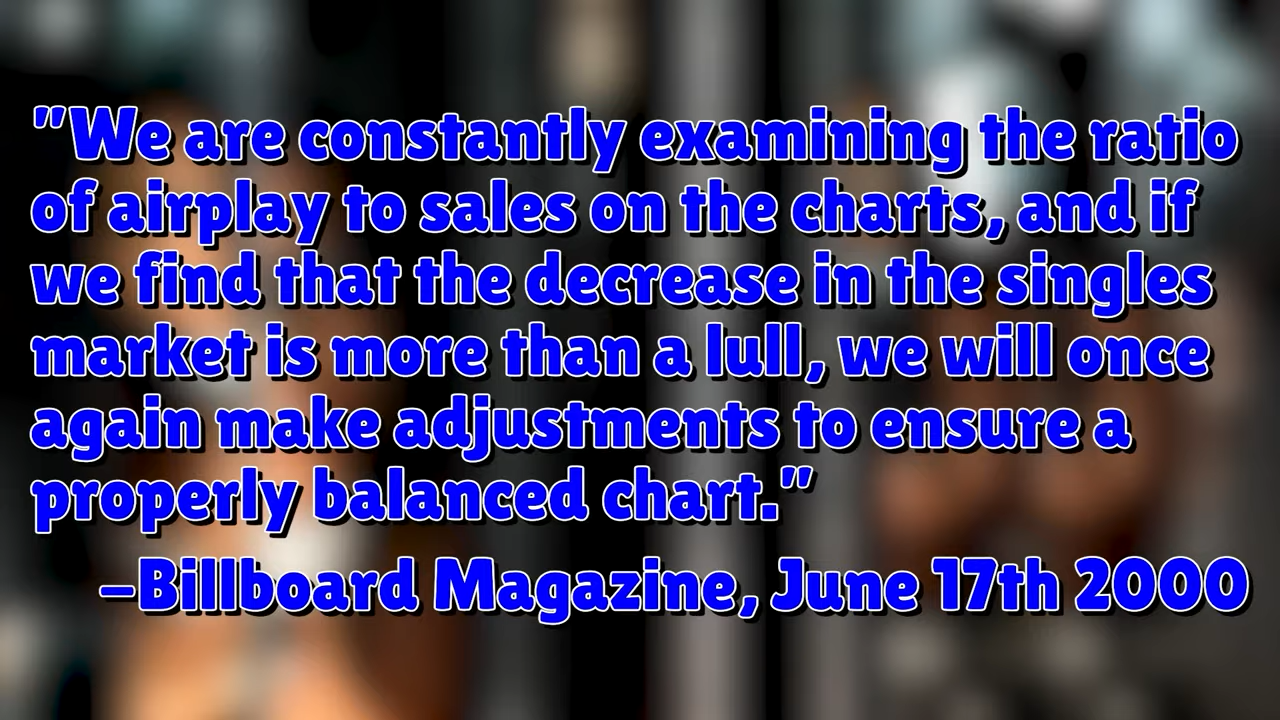 "We are constantly examining the ratio
of airplay to sales on the charts, and if
we find that the decrease in the singles
market is more than a lull, we will once
again make adjustments to ensure a
properly balanced chart."
–Billboard Magazine, June 17th 2000